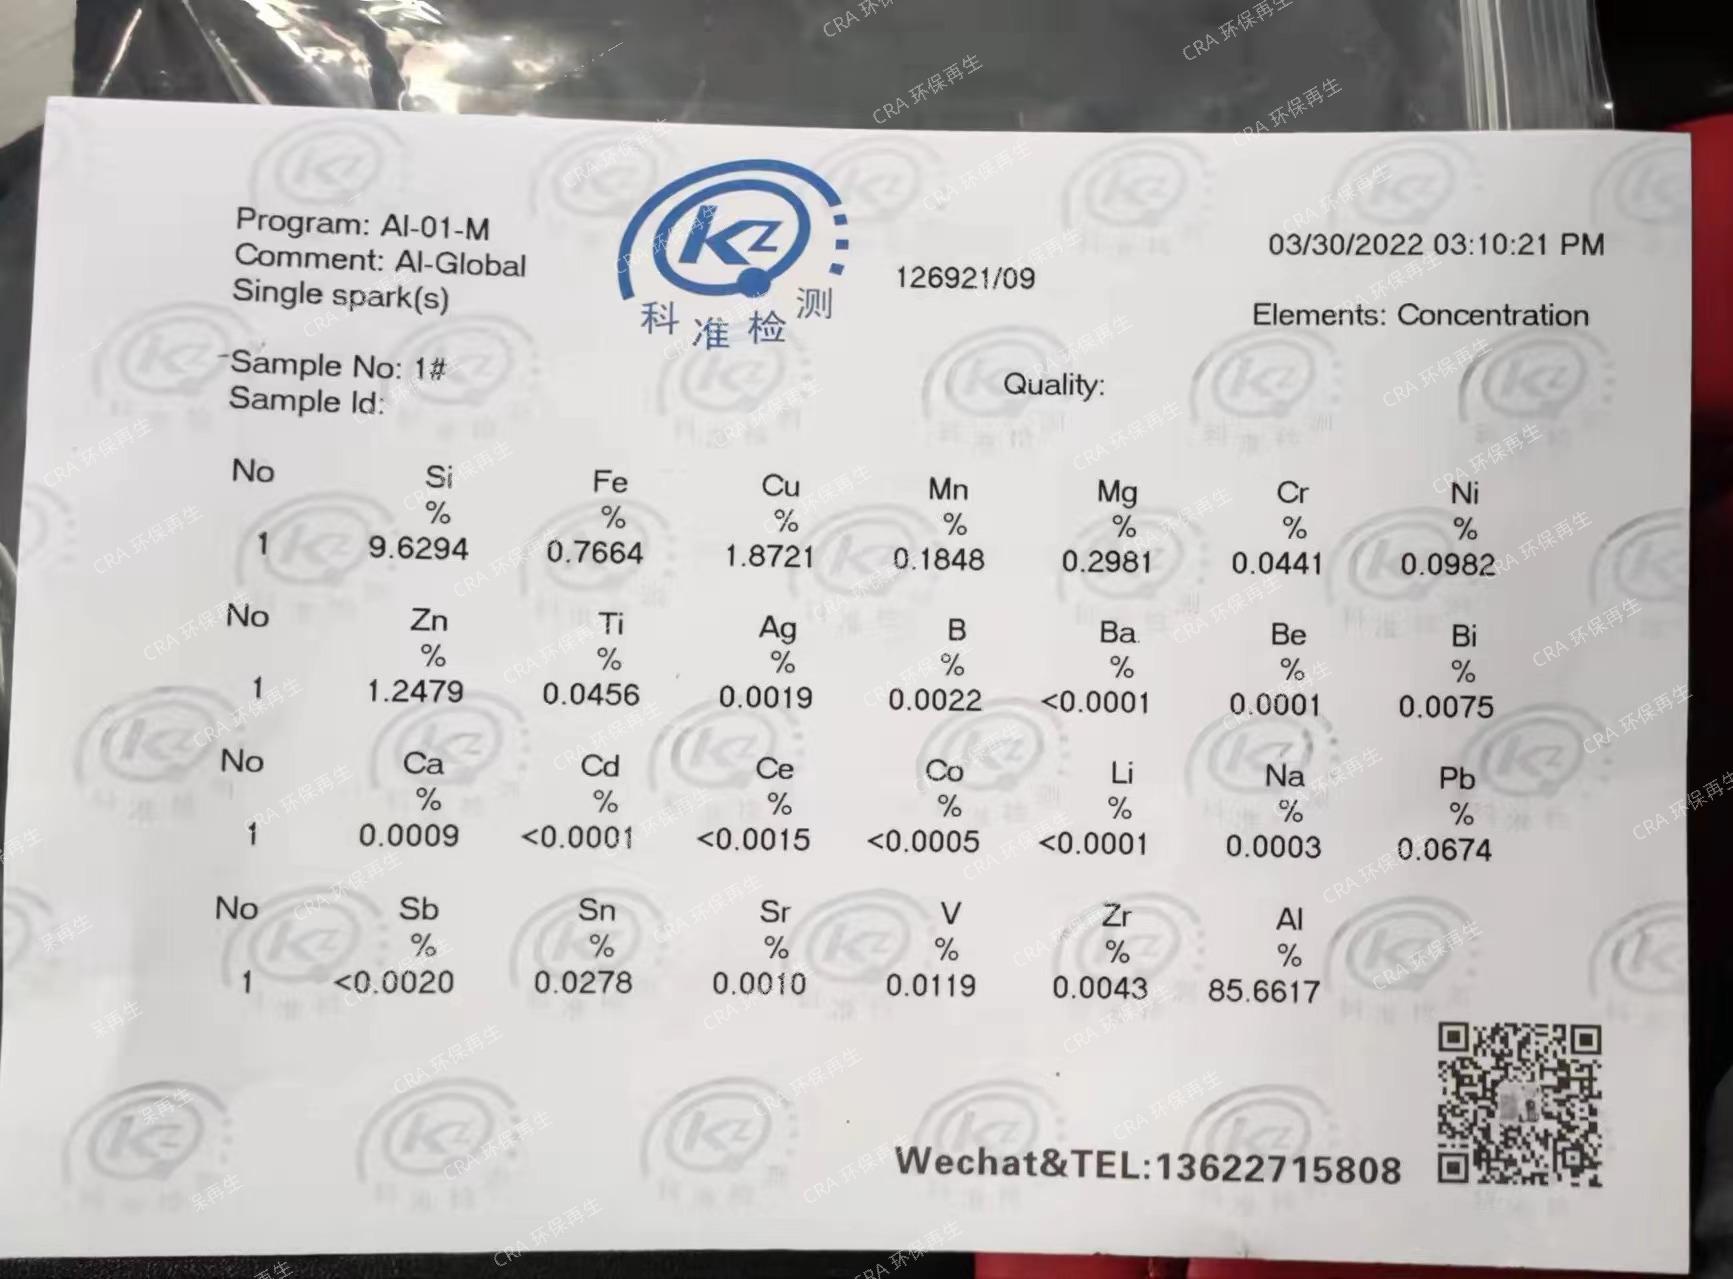 Program: Al-01-M
Comment: Al-Global
Single spark(s)
KZ
科准检测
126921/09
03/30/2022 03:10:21 PM
Elements: Concentration
Sample No: 1#
Sample Id:
Quality:
No Si Fe Cu Mn Mg Cr Ni
% % % % % % %
1 9.6294 0.7664 1.8721 0.1848 0.2981 0.0441 0.0982
No Zn Ti Ag B Ba Be Bi
% % % % % % %
1 1.2479 0.0456 0.0019 0.0022 <0.0001 0.0001 0.0075
No Ca Cd Ce Co Li Na Pb
% % % % % % %
1 0.0009 <0.0001 <0.0015 <0.0005 <0.0001 0.0003 0.0674
No Sb Sn Sr V Zr Al
% % % % % %
1 <0.0020 0.0278 0.0010 0.0119 0.0043 85.6617
Wechat&TEL:13622715808
CRA 环保再生